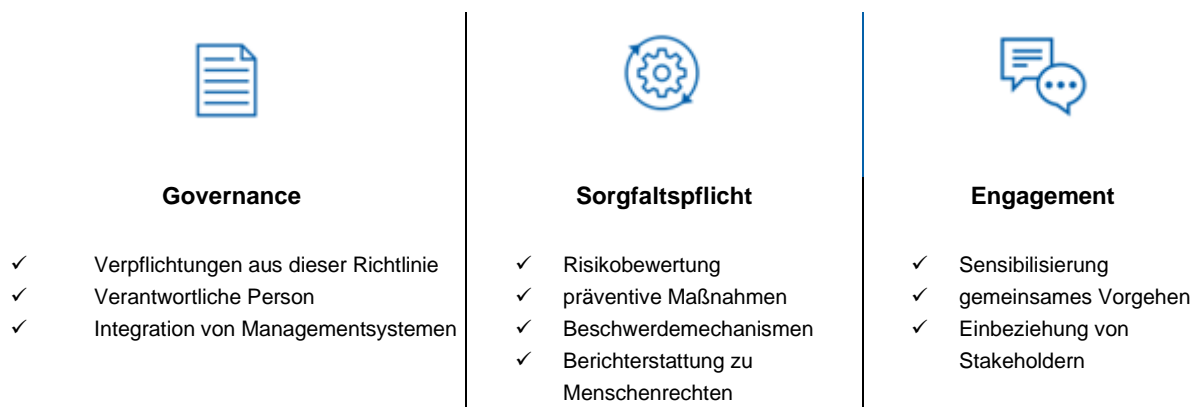 Governance
✓ Verpflichtungen aus dieser Richtlinie
✓ Verantwortliche Person
✓ Integration von Managementsystemen
Sorgfaltspflicht
✓ Risikobewertung
✓ präventive Maßnahmen
✓ Beschwerdemechanismen
✓ Berichterstattung zu
Menschenrechten
Engagement
✓ Sensibilisierung
✓ gemeinsames Vorgehen
✓ Einbeziehung von
Stakeholdern